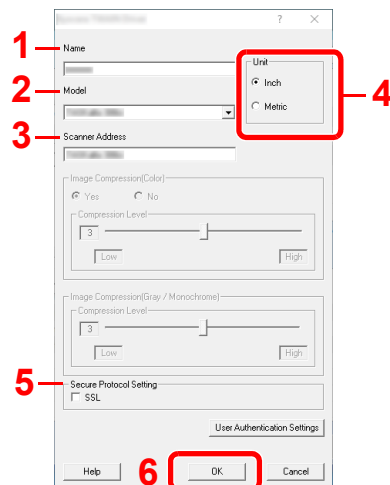 ? ×
1
Name
Unit
Inch
Metric
4
2
Model
3
Scanner Address
Image Compression(Color)
Yes No
Compression Level
3
Low High
Image Compression(Gray / Monochrome)
Compression Level
3
Low High
5
Secure Protocol Setting
SSL
User Authentication Settings
Help 6 OK Cancel